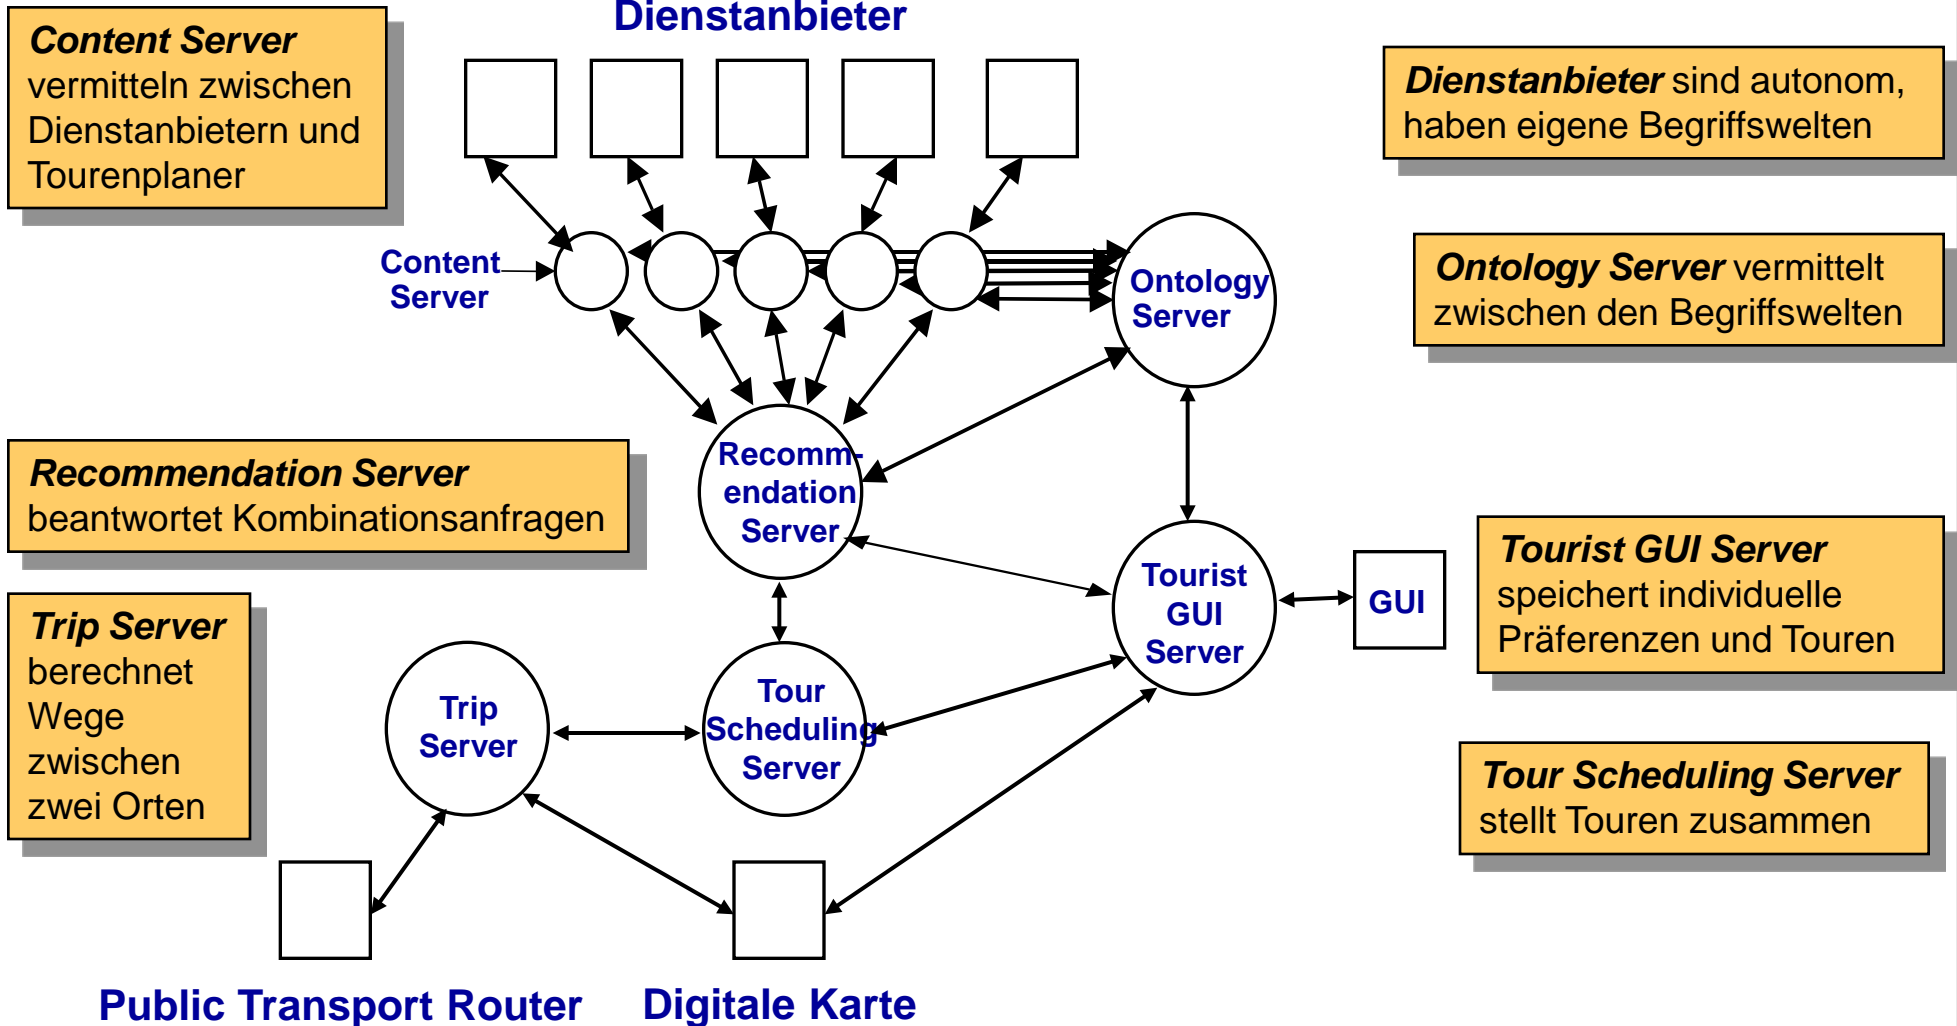 Dienstanbieter
Content Server
vermitteln zwischen
Dienstanbietern und
Tourenplaner
Dienstanbieter sind autonom,
haben eigene Begriffswelten
Content
Server
Ontology
Server
Ontology Server vermittelt
zwischen den Begriffswelten
Recommendation Server
beantwortet Kombinationsanfragen
Recomm-
endation
Server
Tourist
GUI
Server
GUI
Tourist GUI Server
speichert individuelle
Präferenzen und Touren
Trip Server
berechnet
Wege
zwischen
zwei Orten
Trip
Server
Tour
Scheduling
Server
Tour Scheduling Server
stellt Touren zusammen
Public Transport Router
Digitale Karte